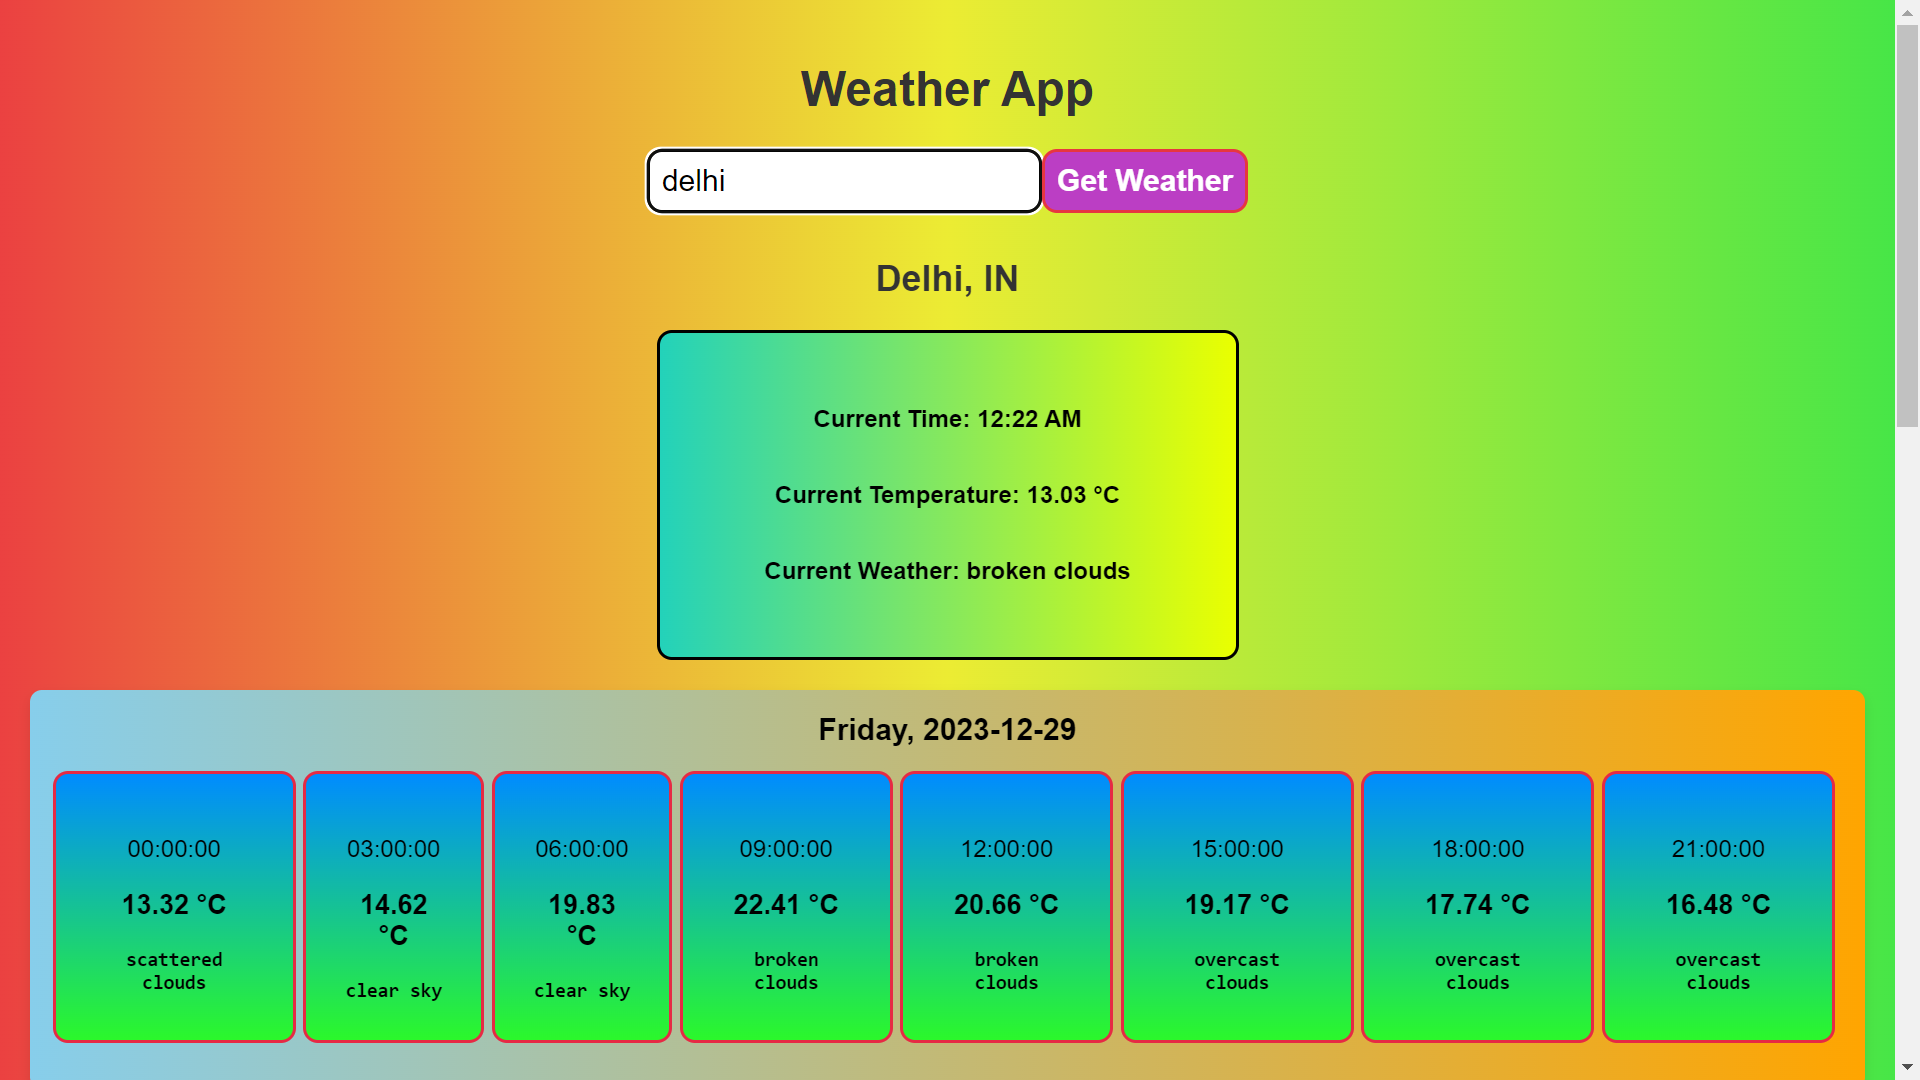 Weather App
delhi
Get Weather
Delhi, IN
Current Time: 12:22 AM
Current Temperature: 13.03 °C
Current Weather: broken clouds
Friday, 2023-12-29
00:00:00
13.32 °C
scattered
clouds
03:00:00
14.62
°C
clear sky
06:00:00
19.83
°C
clear sky
09:00:00
22.41 °C
broken
clouds
12:00:00
20.66 °C
broken
clouds
15:00:00
19.17 °C
overcast
clouds
18:00:00
17.74 °C
overcast
clouds
21:00:00
16.48 °C
overcast
clouds